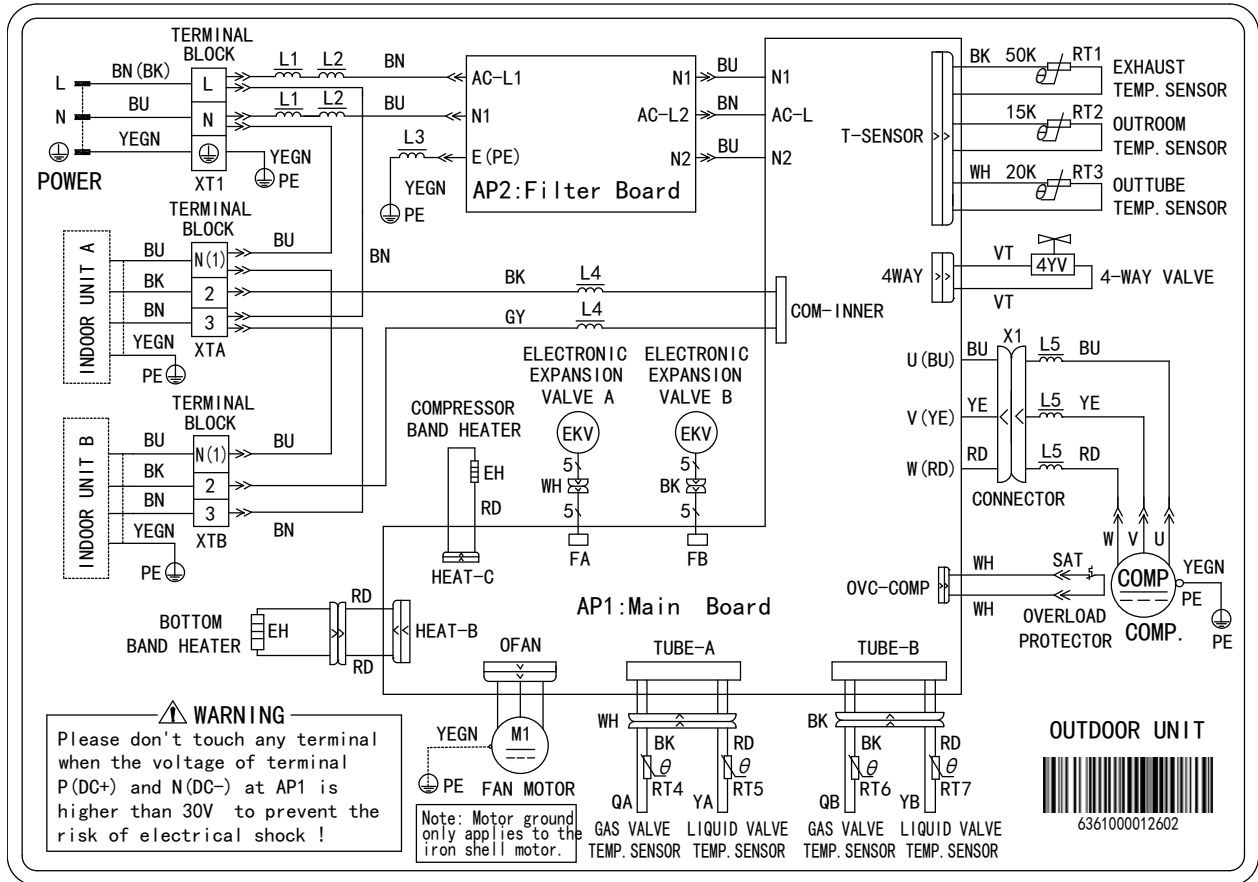 TERMINAL
BLOCK
L BN(BK) L L1 L2 BN AC-L1
N BU N L1 L2 BU N1
YEGN YEGN PE
POWER XT1
L3 E(PE)
YEGN PE
AP2:Filter Board
N1 BU N1
AC-L2 BN AC-L
N2 BU N2
T-SENSOR
BK 50K RT1 EXHAUST
θ TEMP. SENSOR
15K RT2 OUTROOM
θ TEMP. SENSOR
WH 20K RT3 OUTTUBE
θ TEMP. SENSOR
TERMINAL
BLOCK
INDOOR UNIT A
BU N(1) BU
BN
BK 2 BK L4
BN 3 GY L4
YEGN XTA
PE
COM-INNER
4WAY VT 4YV 4-WAY VALVE
VT
X1
U(BU) BU L5 BU
V(YE) YE L5 YE
W(RD) RD L5 RD
CONNECTOR
TERMINAL
BLOCK
INDOOR UNIT B
BU N(1) BU
BK 2
BN 3 BN
YEGN XTB
PE
COMPRESSOR
BAND HEATER
EH
RD
HEAT-C
ELECTRONIC
EXPANSION
VALVE A
EKV
5
WH
5
FA
ELECTRONIC
EXPANSION
VALVE B
EKV
5
BK
5
FB
W V U
OVC-COMP WH SAT COMP YEGN
PE
WH OVERLOAD
PROTECTOR
COMP.
PE
AP1:Main Board
BOTTOM
BAND HEATER
EH RD HEAT-B
RD
OFAN
M1
YEGN
PE FAN MOTOR
Note: Motor ground
only applies to the
iron shell motor.
TUBE-A
WH
BK RD
θ θ
RT4 RT5
QA YA
GAS VALVE LIQUID VALVE
TEMP. SENSOR TEMP. SENSOR
TUBE-B
BK
BK RD
θ θ
RT6 RT7
QB YB
GAS VALVE LIQUID VALVE
TEMP. SENSOR TEMP. SENSOR
WARNING
Please don't touch any terminal
when the voltage of terminal
P(DC+) and N(DC-) at AP1 is
higher than 30V to prevent the
risk of electrical shock !
OUTDOOR UNIT
6361000012602